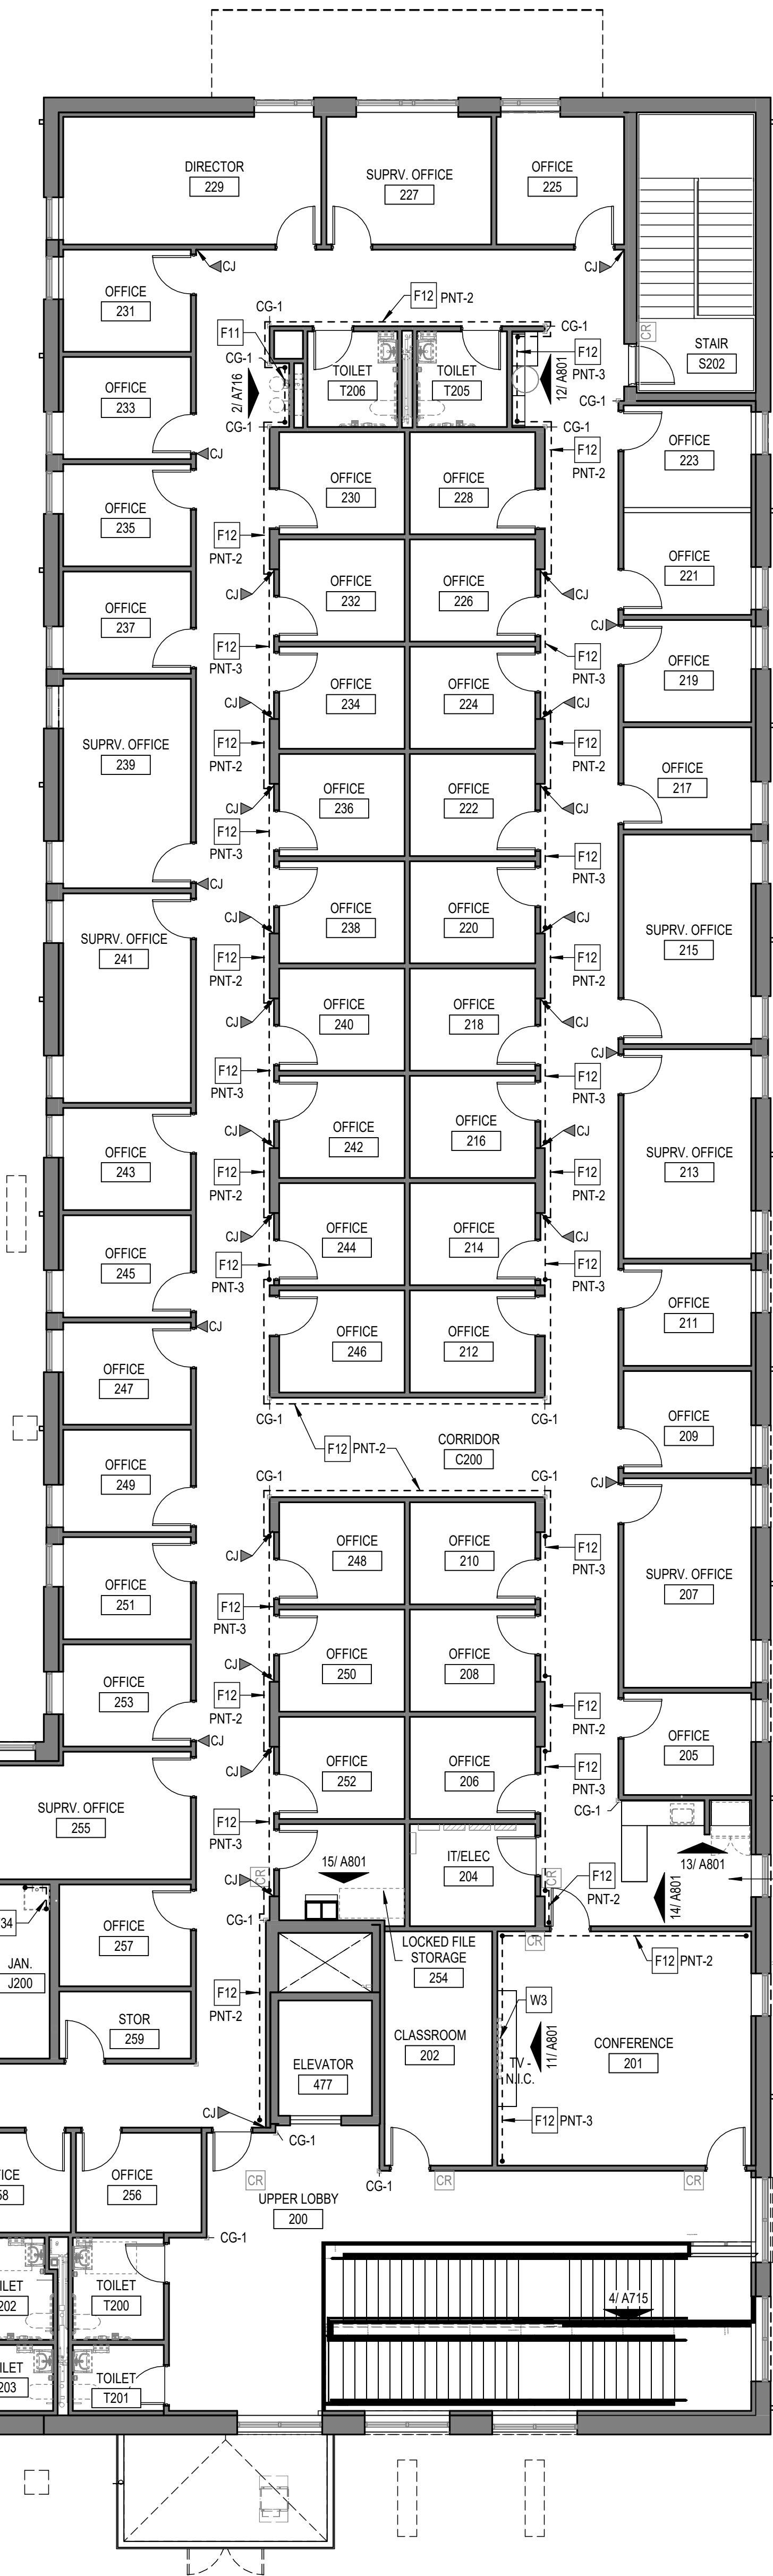 DIRECTOR
229
SUPRV. OFFICE
227
OFFICE
225
CJ
CJ
OFFICE
231
CG-1
F12 PNT-2
CG-1
CR
STAIR
S202
F11
CG-1
2/ A716
CG-1
TOILET
T206
TOILET
T205
F12
PNT-3
12/ A801
CG-1
CG-1
OFFICE
233
CJ
OFFICE
223
OFFICE
230
OFFICE
228
F12
PNT-2
OFFICE
235
F12
PNT-2
OFFICE
221
OFFICE
232
OFFICE
226
CJ
CJ
OFFICE
237
CJ
F12
PNT-3
F12
PNT-3
OFFICE
219
OFFICE
234
OFFICE
224
CJ
CJ
SUPRV. OFFICE
239
F12
PNT-2
F12
PNT-2
OFFICE
217
OFFICE
236
OFFICE
222
CJ
CJ
F12
PNT-3
F12
PNT-3
CJ
OFFICE
238
OFFICE
220
CJ
CJ
SUPRV. OFFICE
241
SUPRV. OFFICE
215
F12
PNT-2
F12
PNT-2
OFFICE
240
OFFICE
218
CJ
CJ
CJ
F12
PNT-3
F12
PNT-3
OFFICE
242
OFFICE
216
CJ
CJ
OFFICE
243
SUPRV. OFFICE
213
F12
PNT-2
F12
PNT-2
OFFICE
244
OFFICE
214
CJ
CJ
OFFICE
245
F12
PNT-3
F12
PNT-3
CJ
OFFICE
246
OFFICE
212
OFFICE
211
OFFICE
247
CG-1
CG-1
OFFICE
209
F12 PNT-2
CORRIDOR
C200
CG-1
CG-1
CJ
OFFICE
249
OFFICE
248
OFFICE
210
CJ
F12
PNT-3
SUPRV. OFFICE
207
OFFICE
251
F12
PNT-3
OFFICE
250
OFFICE
208
CJ
OFFICE
253
F12
PNT-2
F12
PNT-2
CJ
OFFICE
205
OFFICE
252
OFFICE
206
CJ
F12
PNT-3
SUPRV. OFFICE
255
F12
PNT-3
CG-1
15/ A801
IT/ELEC
204
13/ A801
14/ A801
CJ
CR
CR
F12
PNT-2
34
CG-1
OFFICE
257
JAN.
J200
LOCKED FILE
STORAGE
254
CR
F12 PNT-2
F12
PNT-2
STOR
259
W3
CLASSROOM
202
TV -
N.I.C.
11/ A801
CONFERENCE
201
ELEVATOR
477
CJ
CG-1
F12 PNT-3
ICE
58
OFFICE
256
CR
CG-1
CR
CR
UPPER LOBBY
200
CG-1
ILET
202
TOILET
T200
4/ A715
ILET
203
TOILET
T201